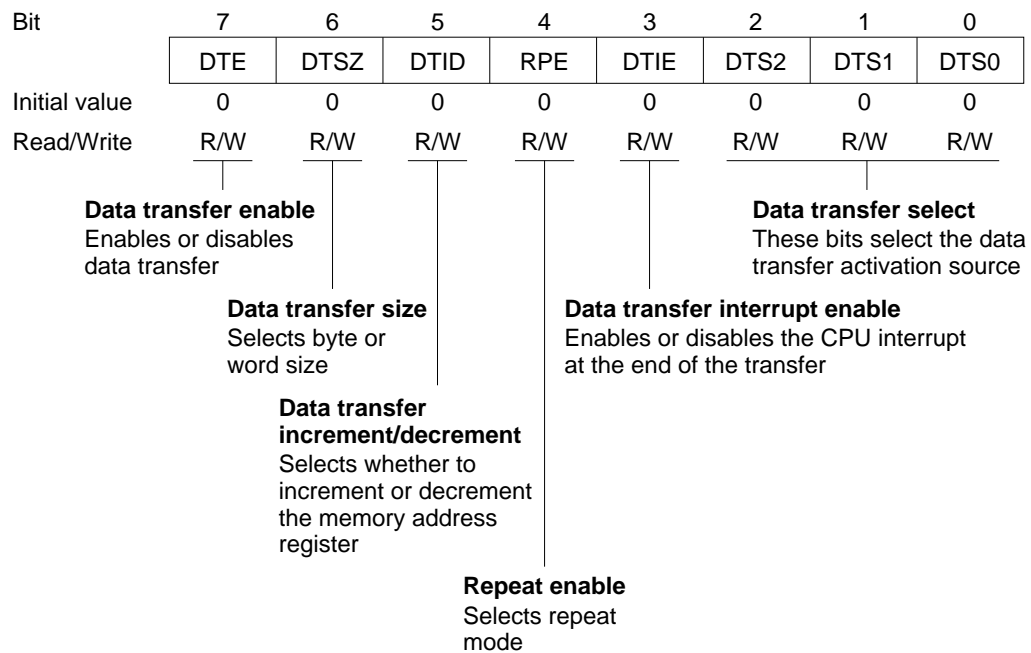 Bit 7 6 5 4 3 2 1 0
DTE DTSZ DTID RPE DTIE DTS2 DTS1 DTS0
Initial value 0 0 0 0 0 0 0 0
Read/Write R/W R/W R/W R/W R/W R/W R/W R/W
Data transfer enable
Enables or disables
data transfer
Data transfer select
These bits select the data
transfer activation source
Data transfer size
Selects byte or
word size
Data transfer interrupt enable
Enables or disables the CPU interrupt
at the end of the transfer
Data transfer
increment/decrement
Selects whether to
increment or decrement
the memory address
register
Repeat enable
Selects repeat
mode